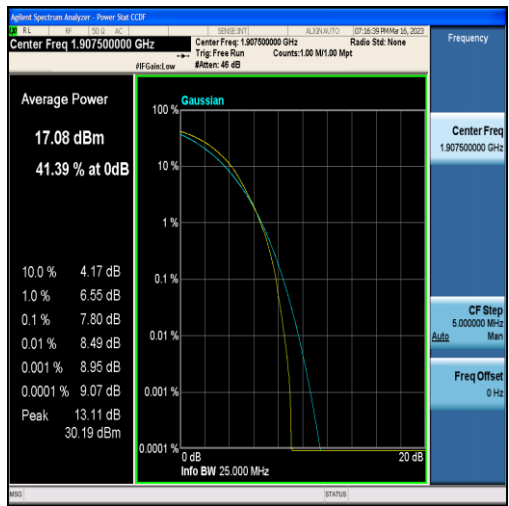 Agilent Spectrum Analyzer - Power Stat CCDF
RL RF 50 Ω AC SENSE:INT ALIGN AUTO 07:16:39 PM Mar 16, 2023
Center Freq 1.907500000 GHz
Center Freq: 1.907500000 GHz Radio Std: None
Trig: Free Run Counts:1.00 M/1.00 Mpt
#IFGain:Low #Atten: 46 dB
Frequency
Average Power
17.08 dBm
41.39 % at 0dB
10.0 % 4.17 dB
1.0 % 6.55 dB
0.1 % 7.80 dB
0.01 % 8.49 dB
0.001 % 8.95 dB
0.0001 % 9.07 dB
Peak 13.11 dB
30.19 dBm
Gaussian
100 %
10 %
1 %
0.1 %
0.01 %
0.001 %
0.0001 %
0 dB 20 dB
Info BW 25.000 MHz
Center Freq
1.907500000 GHz
CF Step
5.000000 MHz
Auto Man
Freq Offset
0 Hz
MSG STATUS